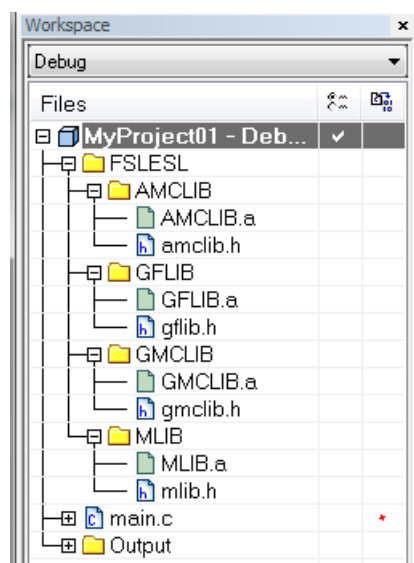 Workspace
Debug
Files
MyProject01 - Deb...
FSLESL
AMCLIB
AMCLIB.a
amclib.h
GFLIB
GFLIB.a
gflib.h
GMCLIB
GMCLIB.a
gmclib.h
MLIB
MLIB.a
mlib.h
main.c
Output